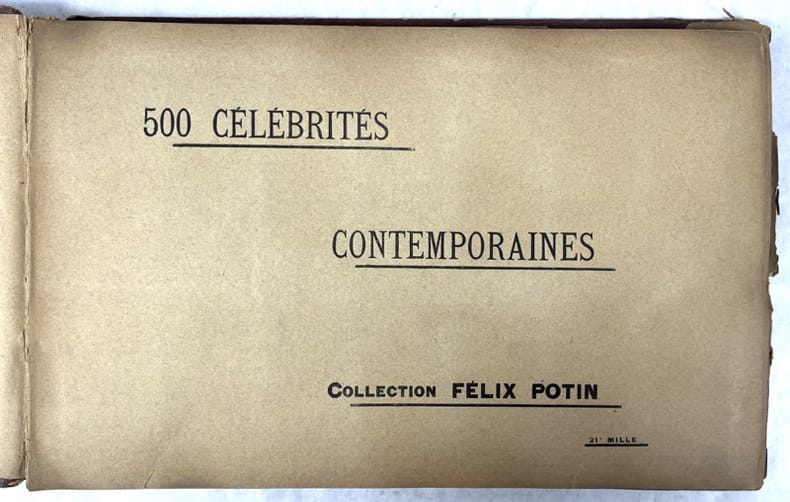 500 CÉLÉBRITÉS
CONTEMPORAINES
COLLECTION FÉLIX POTIN
21e MILLE